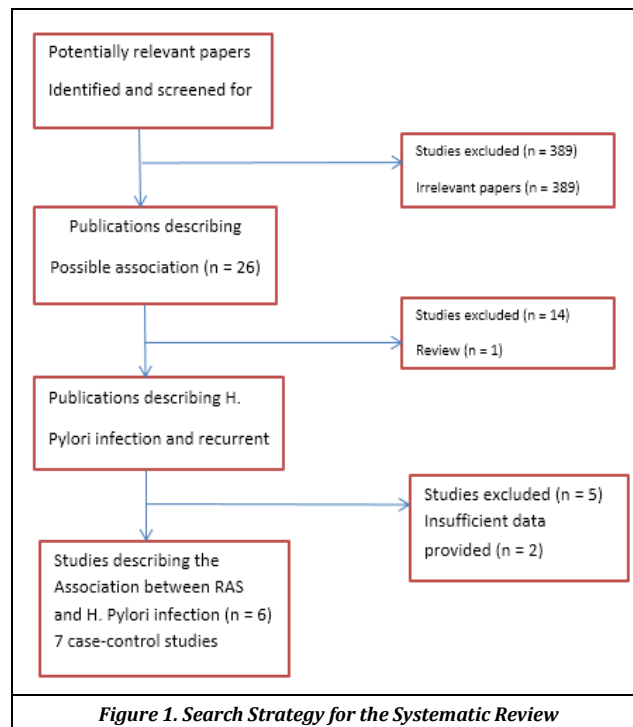 Potentially relevant papers
Identified and screened for
Studies excluded (n = 389)
Irrelevant papers (n = 389)
Publications describing
Possible association (n = 26)
Studies excluded (n = 14)
Review (n = 1)
Publications describing H.
Pylori infection and recurrent
Studies excluded (n = 5)
Insufficient data
provided (n = 2)
Studies describing the
Association between RAS
and H. Pylori infection (n = 6)
7 case-control studies
Figure 1. Search Strategy for the Systematic Review